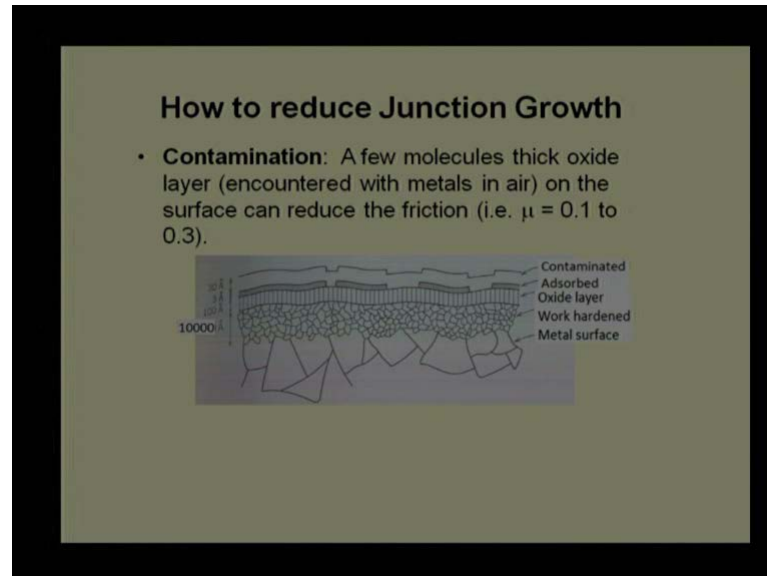 How to reduce Junction Growth
• Contamination: A few molecules thick oxide
layer (encountered with metals in air) on the
surface can reduce the friction (i.e. μ = 0.1 to
0.3).
Contaminated
Adsorbed
Oxide layer
Work hardened
10000
Metal surface